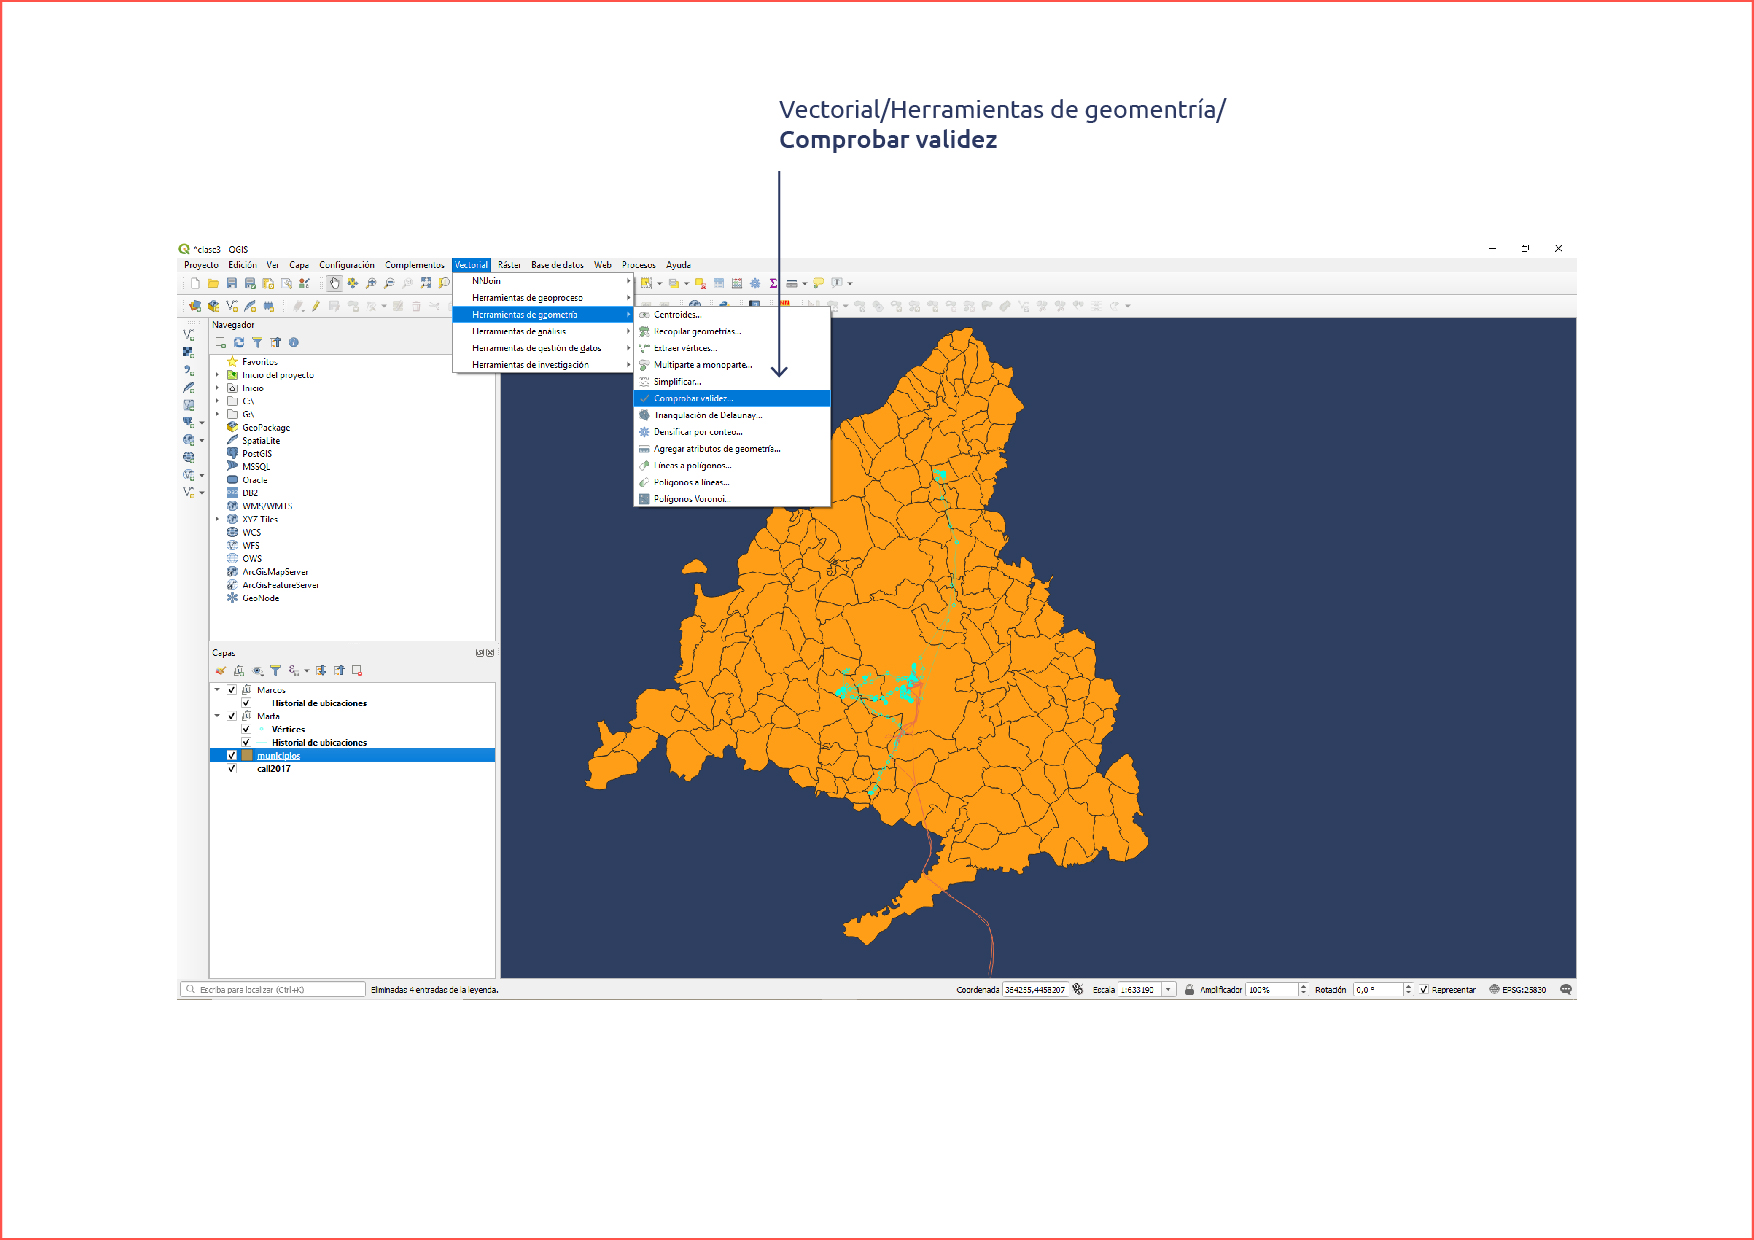 Vectorial/Herramientas de geomentría/
Comprobar validez
*clase3 - QGIS
Proyecto Edición Ver Capa Configuración Complementos Vectorial Ráster Base de datos Web Procesos Ayuda
NNJoin
Herramientas de geoproceso
Herramientas de geometría
Herramientas de análisis
Herramientas de gestión de datos
Herramientas de investigación
Centroides...
Recopilar geometrías...
Extraer vértices...
Multiparte a monoparte...
Simplificar...
Comprobar validez...
Triangulación de Delaunay...
Densificar por conteo...
Agregar atributos de geometría...
Líneas a polígonos...
Polígonos a líneas...
Polígonos Voronoi...
Navegador
Favoritos
Inicio del proyecto
Inicio
C:\
G:\
GeoPackage
SpatiaLite
PostGIS
MSSQL
Oracle
DB2
WMS/WMTS
XYZ Tiles
WCS
WFS
OWS
ArcGisMapServer
ArcGisFeatureServer
GeoNode
Capas
Marcos
Historial de ubicaciones
Marta
Vértices
Historial de ubicaciones
municipios
call2017
Escriba para localizar (Ctrl+K) Eliminadas 4 entradas de la leyenda. Coordenada 364255,4458207 Escala 1:633190 Amplificador 100% Rotación 0,0 ° Representar EPSG:25830